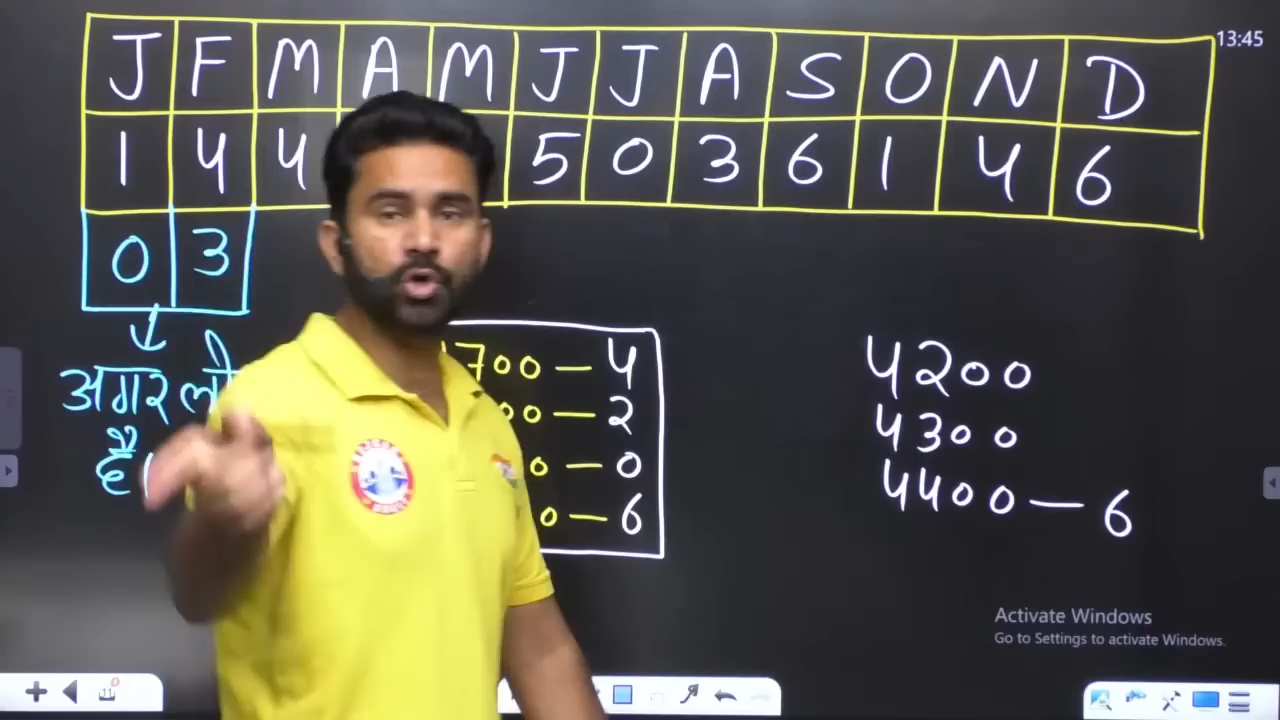 13:45
J F M A M J J A S O N D
1 4 4 5 0 3 6 1 4 6
0 3
अगर ली
है
1700 — 4
00 — 2
0 — 0
0 — 6
4200
4300
4400 — 6
Activate Windows
Go to Settings to activate Windows.